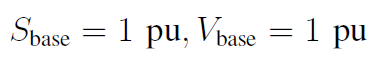 S_base = 1 pu, V_base = 1 pu